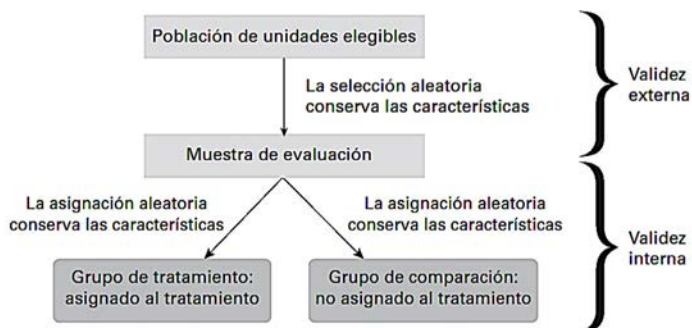 Población de unidades elegibles
La selección aleatoria
conserva las características
Validez
externa
Muestra de evaluación
La asignación aleatoria
conserva las características
La asignación aleatoria
conserva las características
Validez
interna
Grupo de tratamiento:
asignado al tratamiento
Grupo de comparación:
no asignado al tratamiento